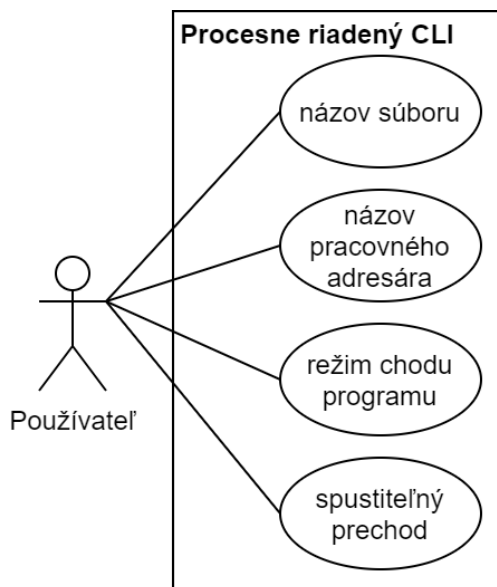 Procesne riadený CLI
názov súboru
názov
pracovného
adresára
režim chodu
programu
spustiteľný
prechod
Používateľ